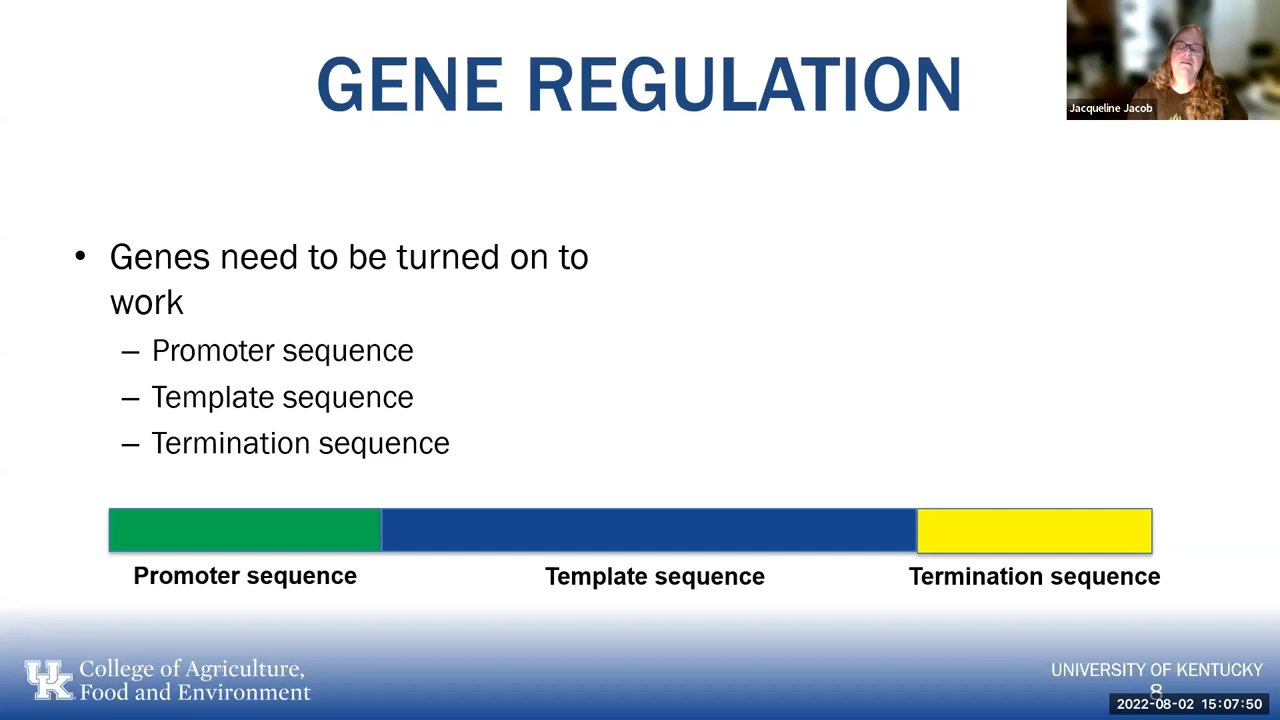 GENE REGULATION
Jacqueline Jacob
• Genes need to be turned on to
work
– Promoter sequence
– Template sequence
– Termination sequence
Promoter sequence
Template sequence
Termination sequence
UK
College of Agriculture,
Food and Environment
UNIVERSITY OF KENTUCKY
8
2022-08-02 15:07:50